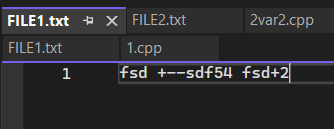 FILE1.txt FILE2.txt 2var2.cpp
FILE1.txt 1.cpp
1 fsd +--sdf54 fsd+2